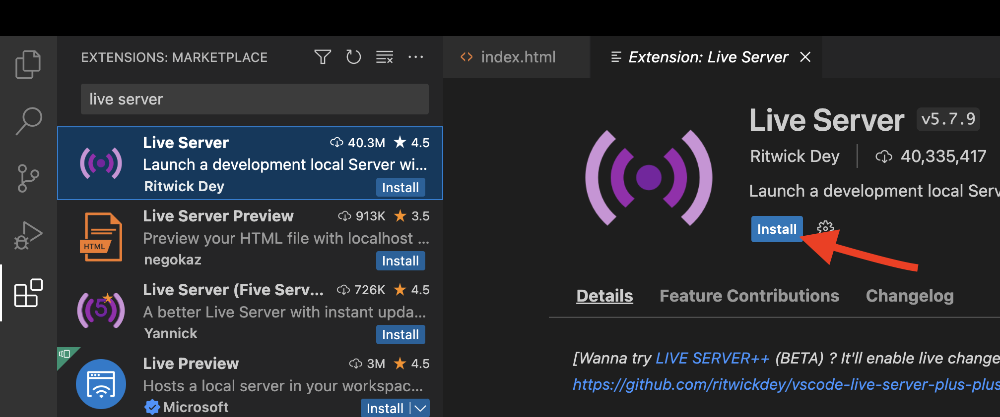 EXTENSIONS: MARKETPLACE
live server
Live Server 40.3M ★ 4.5
Launch a development local Server wi...
Ritwick Dey Install
HTML
Live Server Preview 913K ★ 3.5
Preview your HTML file with localhost ...
negokaz Install
5
Live Server (Five Serv... 726K ★ 4.5
A better Live Server with instant upda...
Yannick Install
Live Preview 3M ★ 4.5
Hosts a local server in your workspac...
Microsoft Install
index.html Extension: Live Server
Live Server v5.7.9
Ritwick Dey | 40,335,417
Launch a development local Serv
Install
Details Feature Contributions Changelog
[Wanna try LIVE SERVER++ (BETA) ? It'll enable live change
https://github.com/ritwickdey/vscode-live-server-plus-plus